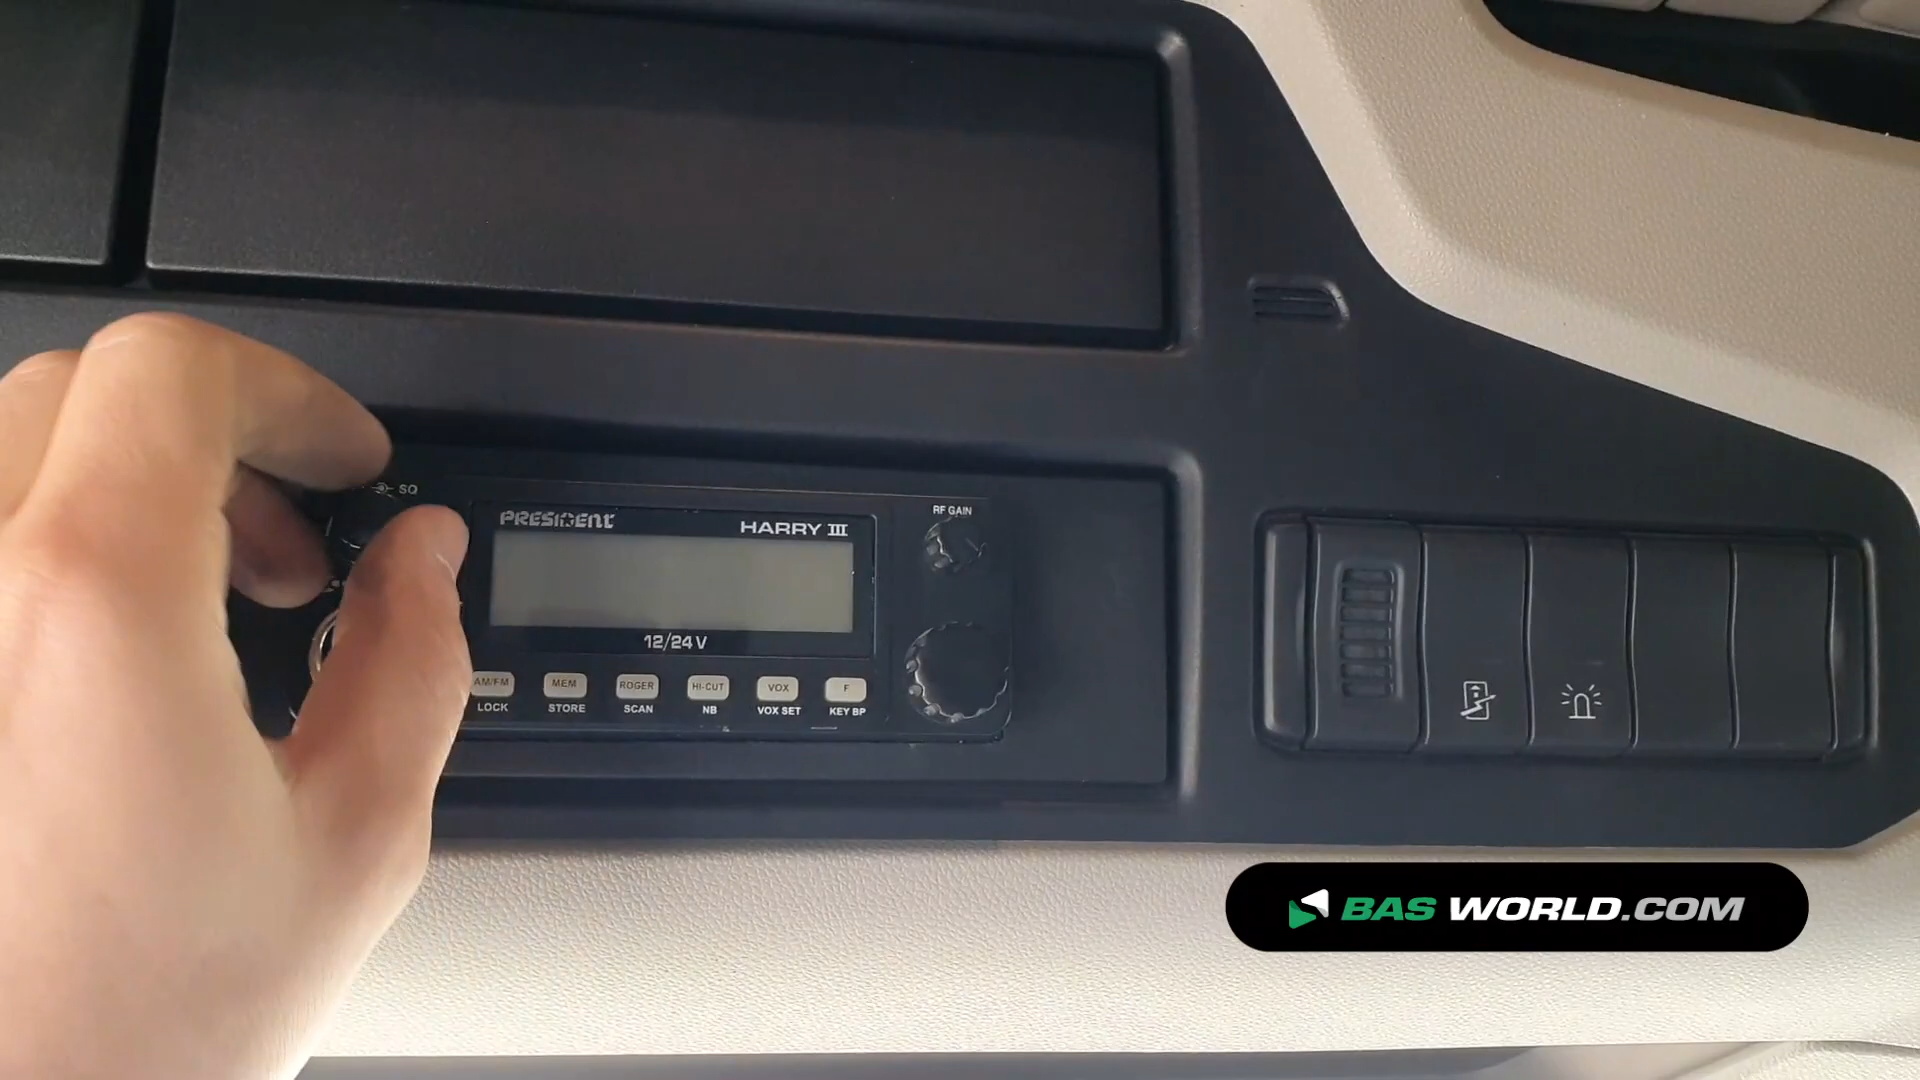 SQ
PRESIDENT
HARRY III
RF GAIN
12/24 V
AM/FM MEM ROGER HI-CUT VOX F
LOCK STORE SCAN NB VOX SET KEY BP
BAS WORLD.COM